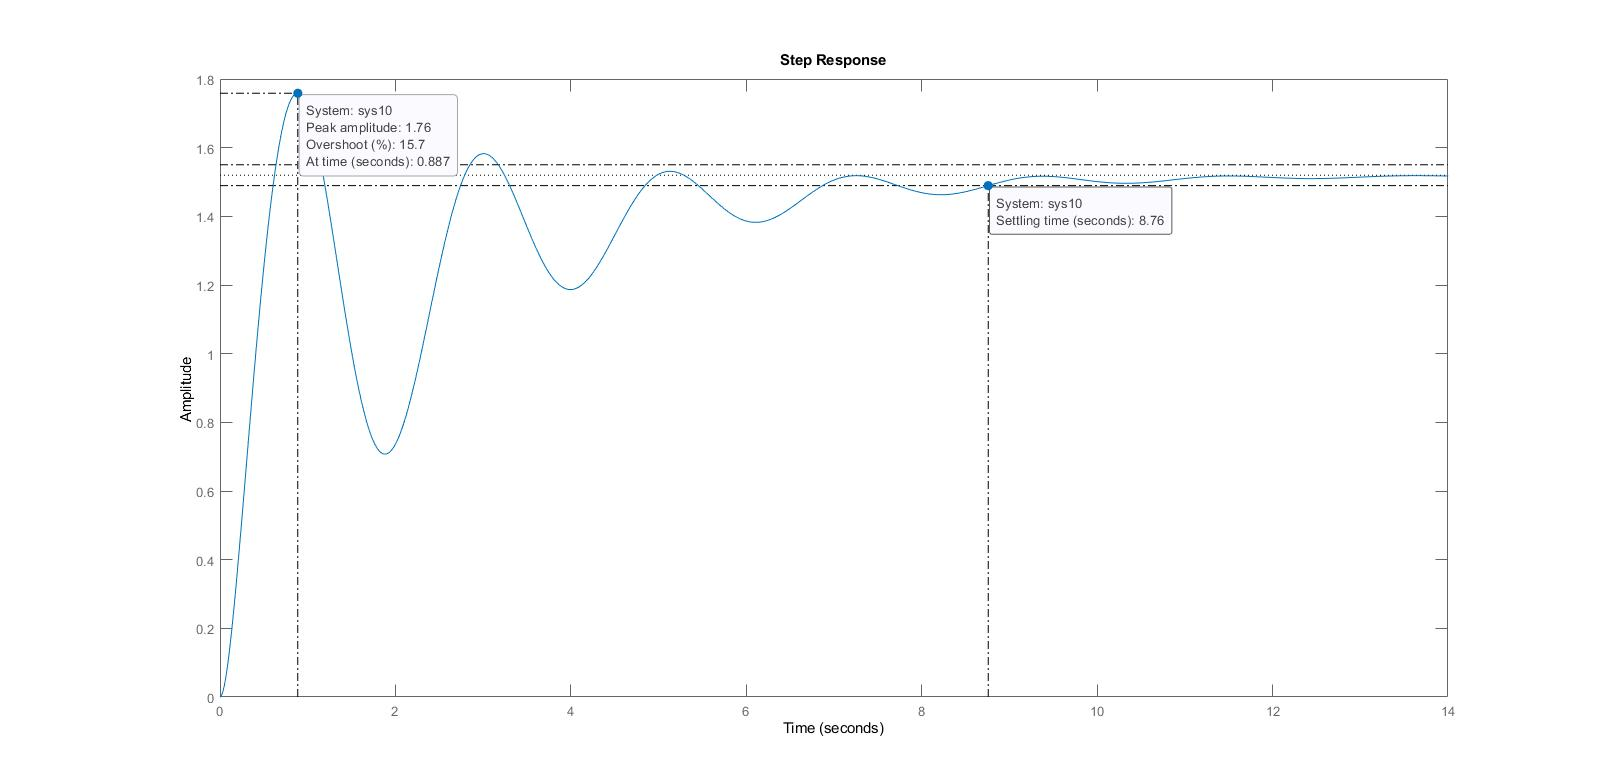 Step Response
1.8
1.6
1.4
1.2
1
0.8
0.6
0.4
0.2
0
System: sys10
Peak amplitude: 1.76
Overshoot (%): 15.7
At time (seconds): 0.887
System: sys10
Settling time (seconds): 8.76
Amplitude
0 2 4 6 8 10 12 14
Time (seconds)